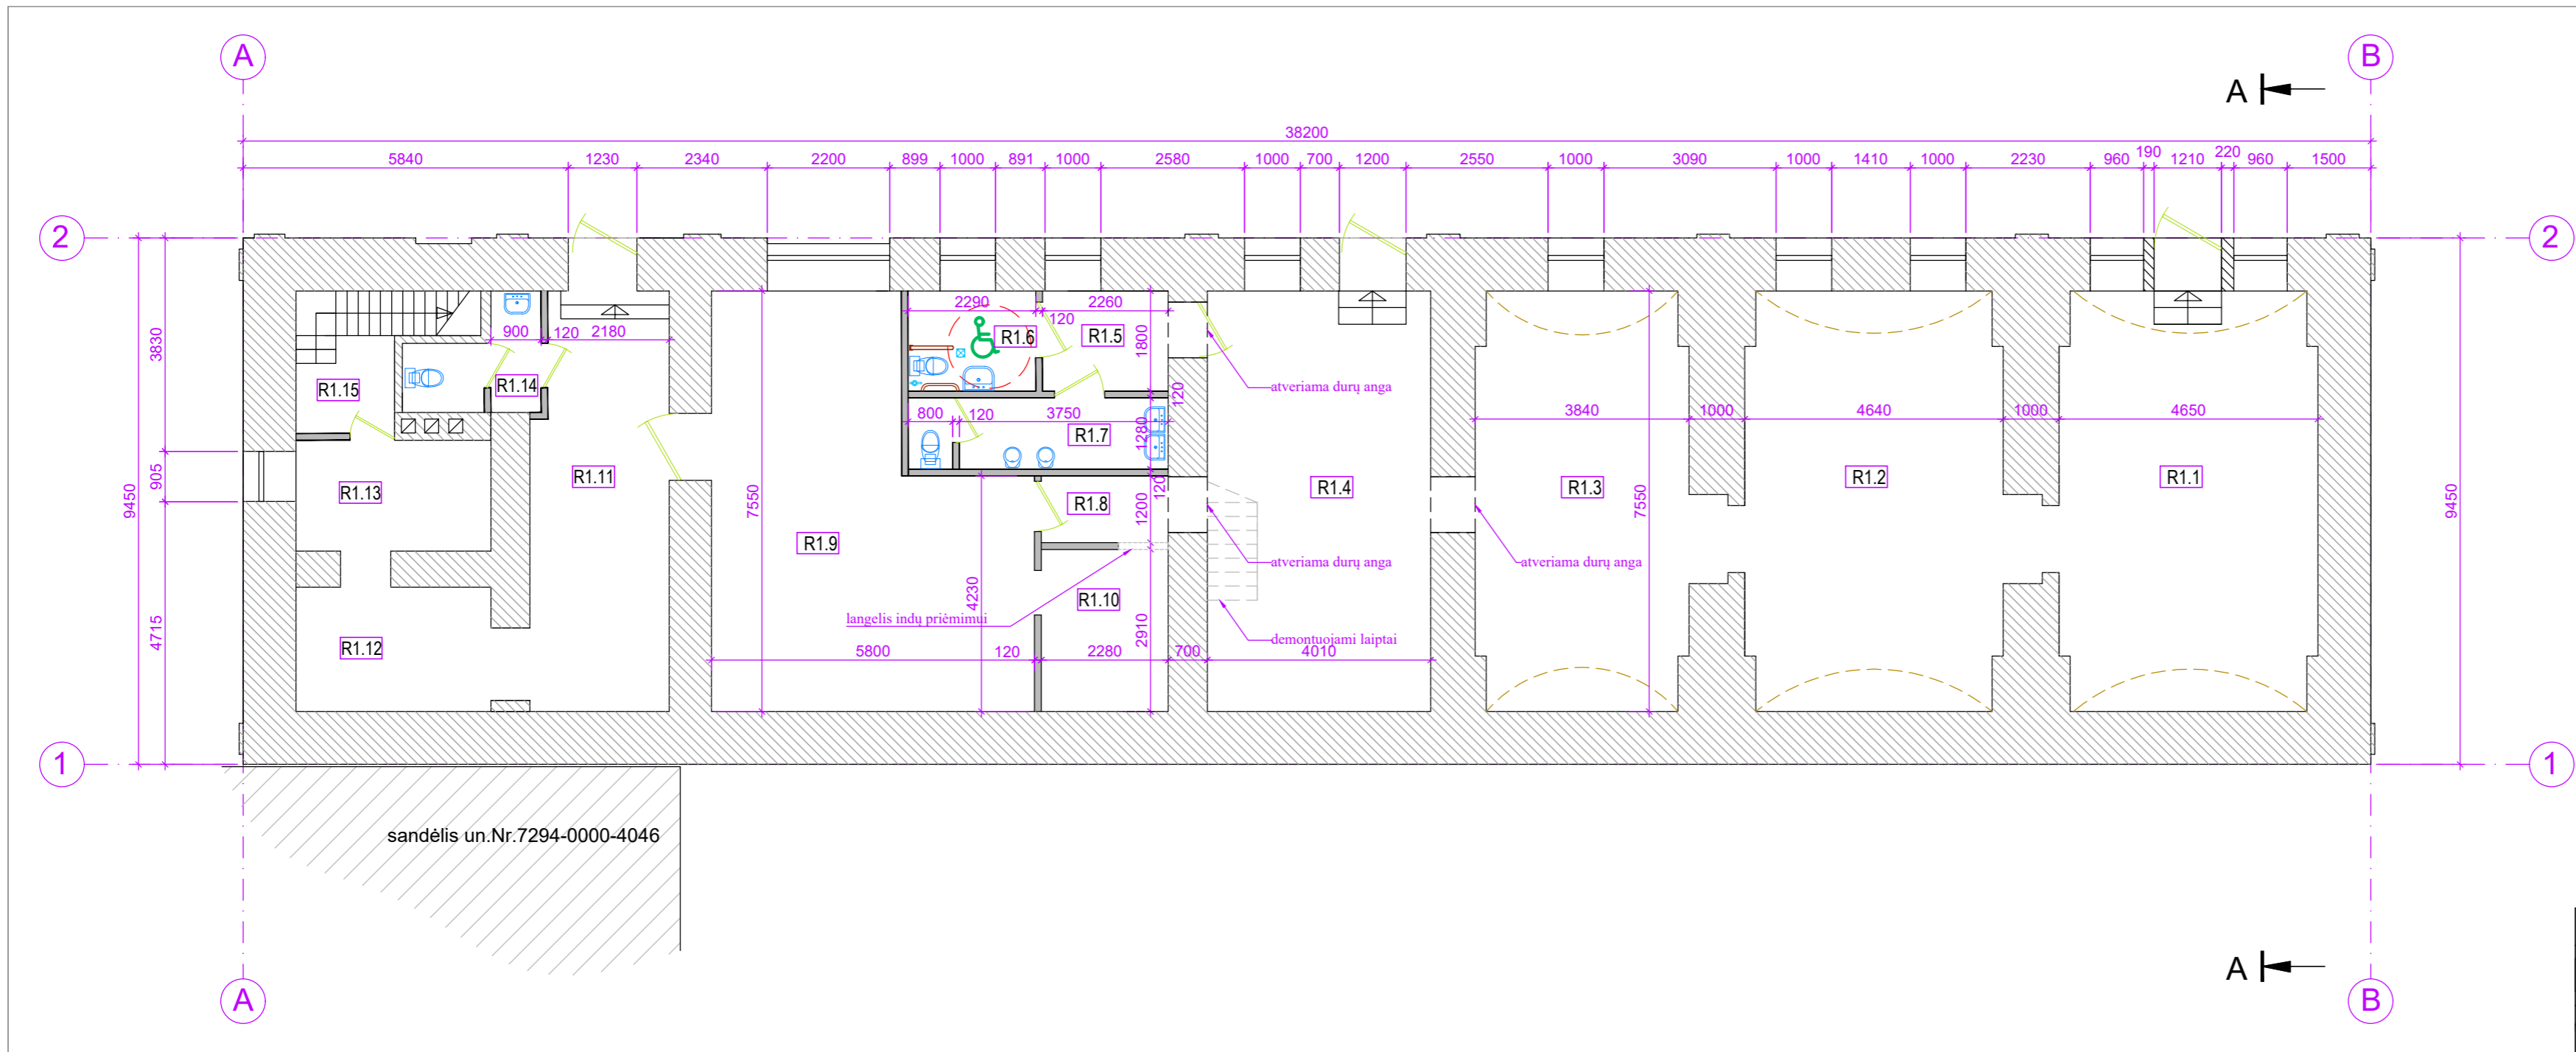 A
B
A
38200
5840
1230
2340
2200
899
1000
891
1000
2580
1000
700
1200
2550
1000
3090
1000
1410
1000
2230
960
190
1210
220
960
1500
2
2
9450
3830
905
4715
9450
900
120
2180
2290
120
2260
R1.6
R1.5
1800
R1.15
R1.14
atveriama durų anga
120
800
120
3750
R1.7
1280
3840
1000
4640
1000
4650
R1.13
R1.11
7550
R1.8
120
1200
R1.4
R1.3
7550
R1.2
R1.1
R1.9
atveriama durų anga
atveriama durų anga
4230
R1.10
langelis indų priėmimui
2910
demontuojami laiptai
R1.12
5800
120
2280
700
4010
1
1
sandėlis un.Nr.7294-0000-4046
A
A
B